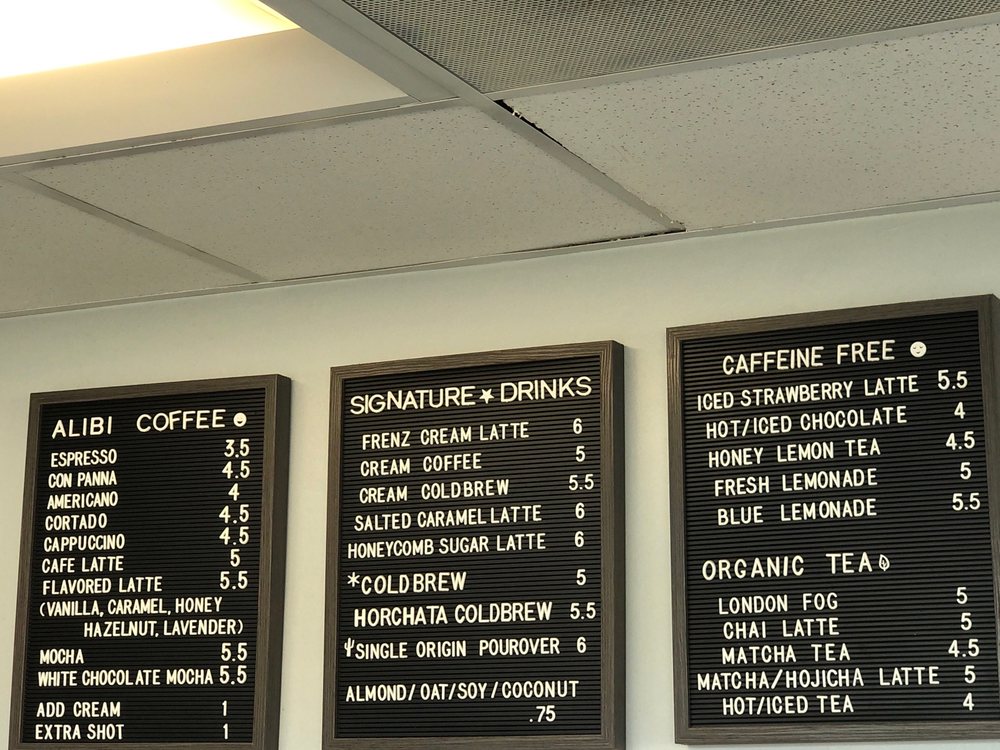 ALIBI COFFEE
ESPRESSO 3.5
CON PANNA 4.5
AMERICANO 4
CORTADO 4.5
CAPPUCCINO 4.5
CAFE LATTE 5
FLAVORED LATTE 5.5
(VANILLA, CARAMEL, HONEY
HAZELNUT, LAVENDER)
MOCHA 5.5
WHITE CHOCOLATE MOCHA 5.5
ADD CREAM 1
EXTRA SHOT 1
SIGNATURE ★ DRINKS
FRENZ CREAM LATTE 6
CREAM COFFEE 5
CREAM COLDBREW 5.5
SALTED CARAMEL LATTE 6
HONEYCOMB SUGAR LATTE 6
*COLDBREW 5
HORCHATA COLDBREW 5.5
SINGLE ORIGIN POUROVER 6
ALMOND/OAT/SOY/COCONUT
.75
CAFFEINE FREE
ICED STRAWBERRY LATTE 5.5
HOT/ICED CHOCOLATE 4
HONEY LEMON TEA 4.5
FRESH LEMONADE 5
BLUE LEMONADE 5.5
ORGANIC TEA
LONDON FOG 5
CHAI LATTE 5
MATCHA TEA 4.5
MATCHA/HOJICHA LATTE 5
HOT/ICED TEA 4